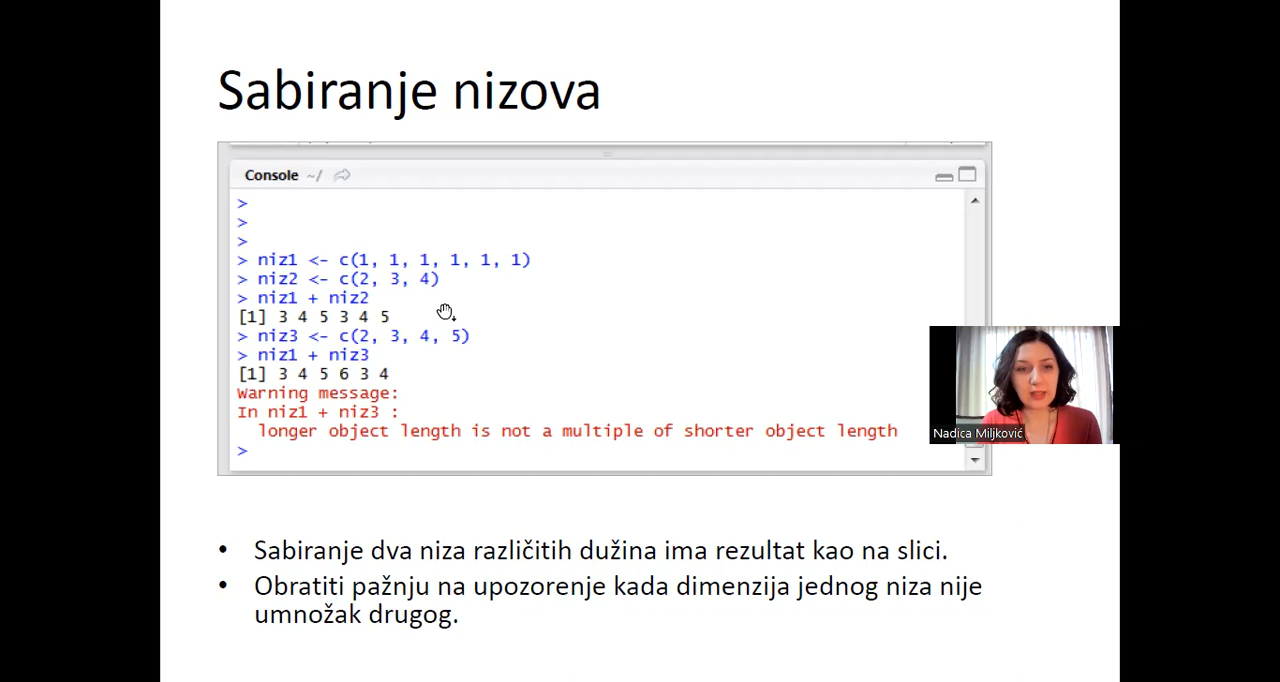 Sabiranje nizova
Console ~/
>
>
>
> niz1 <- c(1, 1, 1, 1, 1, 1)
> niz2 <- c(2, 3, 4)
> niz1 + niz2
[1] 3 4 5 3 4 5
> niz3 <- c(2, 3, 4, 5)
> niz1 + niz3
[1] 3 4 5 6 3 4
Warning message:
In niz1 + niz3 :
longer object length is not a multiple of shorter object length
>
Nadica Miljković
• Sabiranje dva niza različitih dužina ima rezultat kao na slici.
• Obratiti pažnju na upozorenje kada dimenzija jednog niza nije
umnožak drugog.